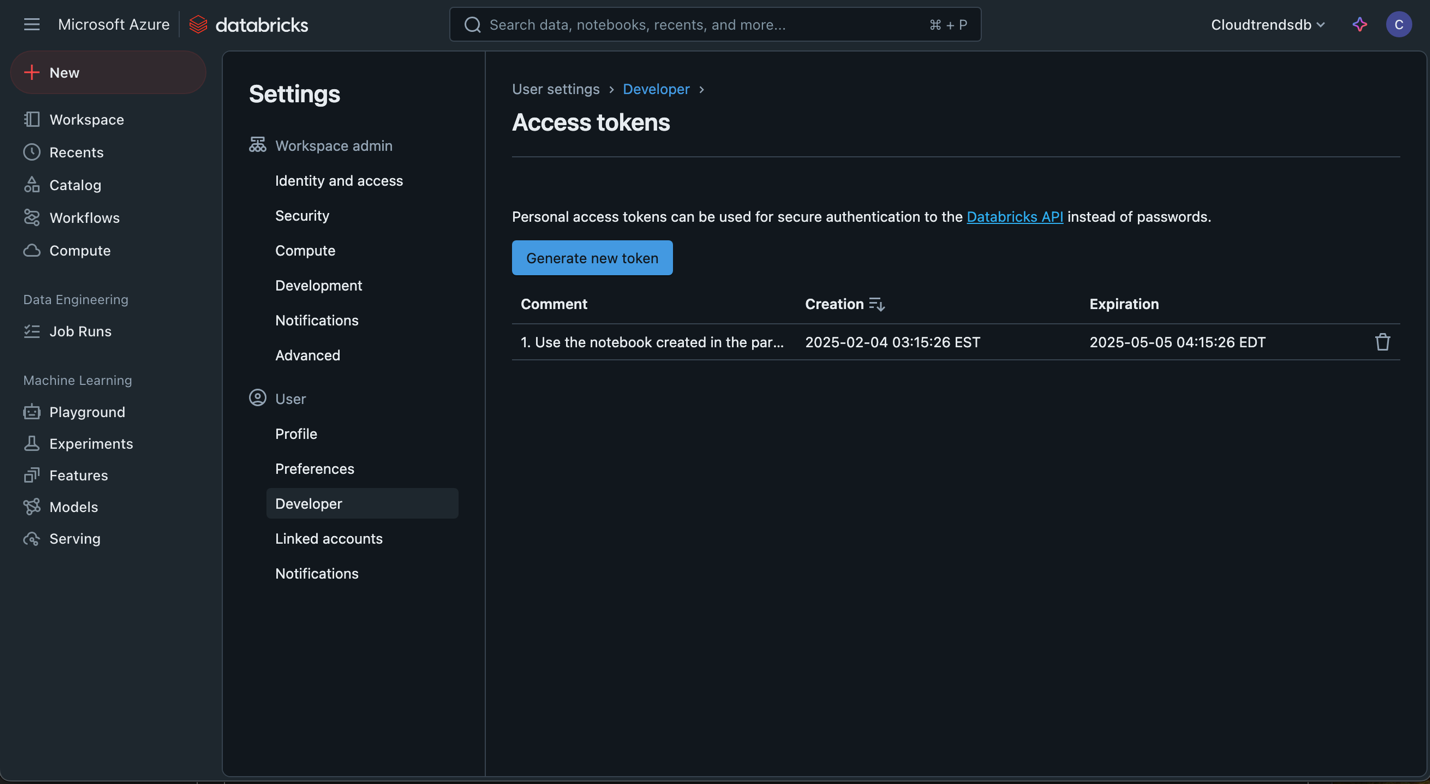 Microsoft Azure
databricks
Search data, notebooks, recents, and more...
⌘ + P
Cloudtrendsdb
C
New
Workspace
Recents
Catalog
Workflows
Compute
Data Engineering
Job Runs
Machine Learning
Playground
Experiments
Features
Models
Serving
Settings
Workspace admin
Identity and access
Security
Compute
Development
Notifications
Advanced
User
Profile
Preferences
Developer
Linked accounts
Notifications
User settings › Developer ›
Access tokens
Personal access tokens can be used for secure authentication to the Databricks API instead of passwords.
Generate new token
Comment Creation Expiration
1. Use the notebook created in the par... 2025-02-04 03:15:26 EST 2025-05-05 04:15:26 EDT